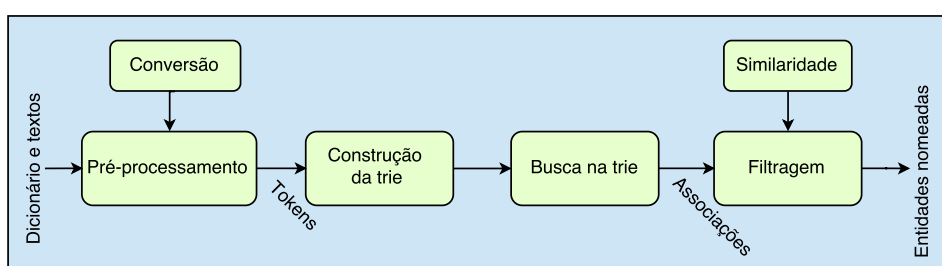 Conversão
Similaridade
Dicionário e textos
Pré-processamento
Tokens
Construção
da trie
Busca na trie
Associações
Filtragem
Entidades nomeadas